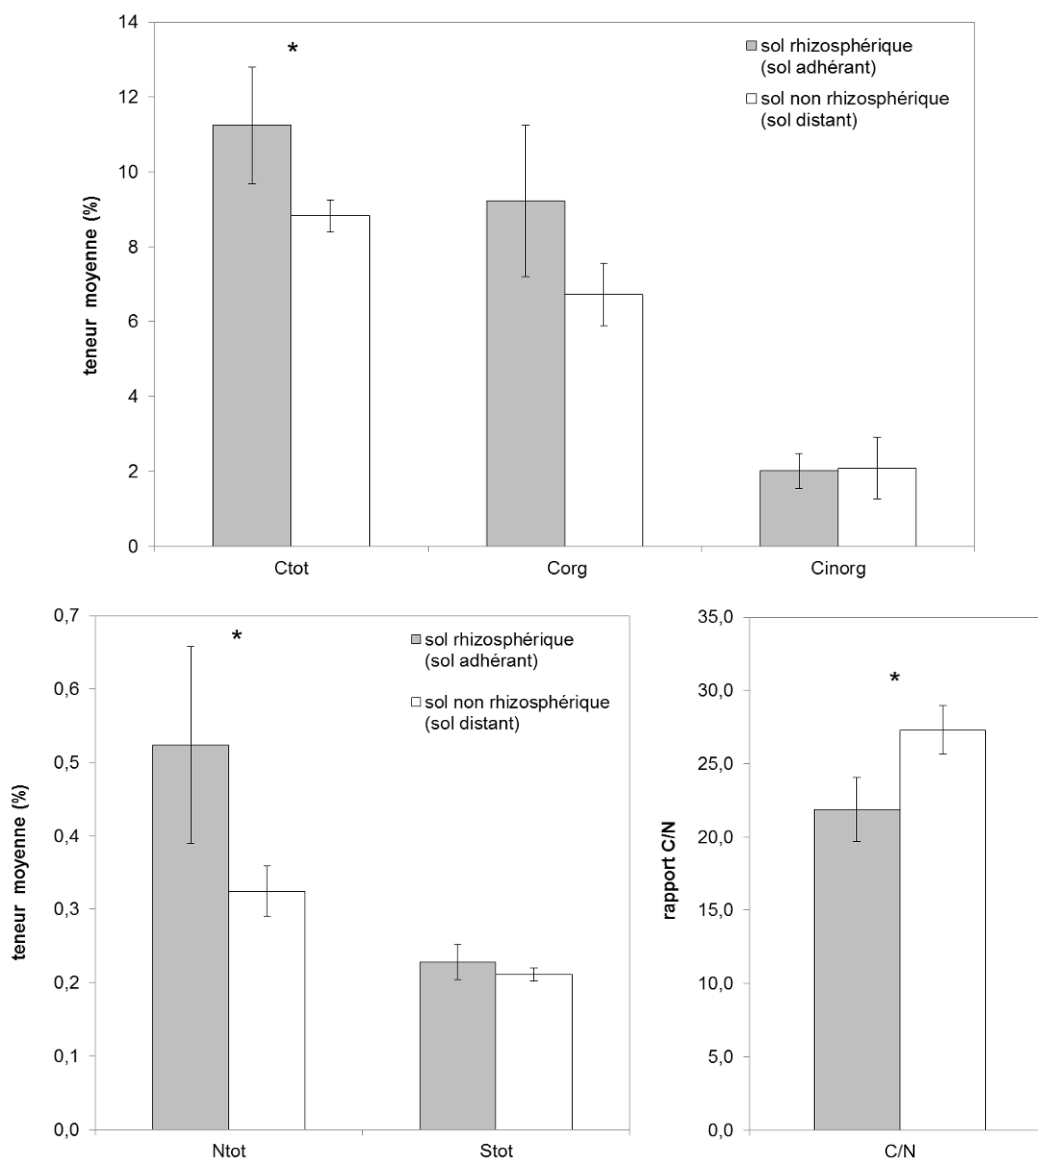 14
12
10
8
6
4
2
0
teneur moyenne (%)
*
sol rhizosphérique
(sol adhérant)
sol non rhizosphérique
(sol distant)
Ctot
Corg
Cinorg
0,7
0,6
0,5
0,4
0,3
0,2
0,1
0,0
teneur moyenne (%)
*
sol rhizosphérique
(sol adhérant)
sol non rhizosphérique
(sol distant)
Ntot
Stot
35,0
30,0
25,0
20,0
15,0
10,0
5,0
0,0
rapport C/N
*
C/N